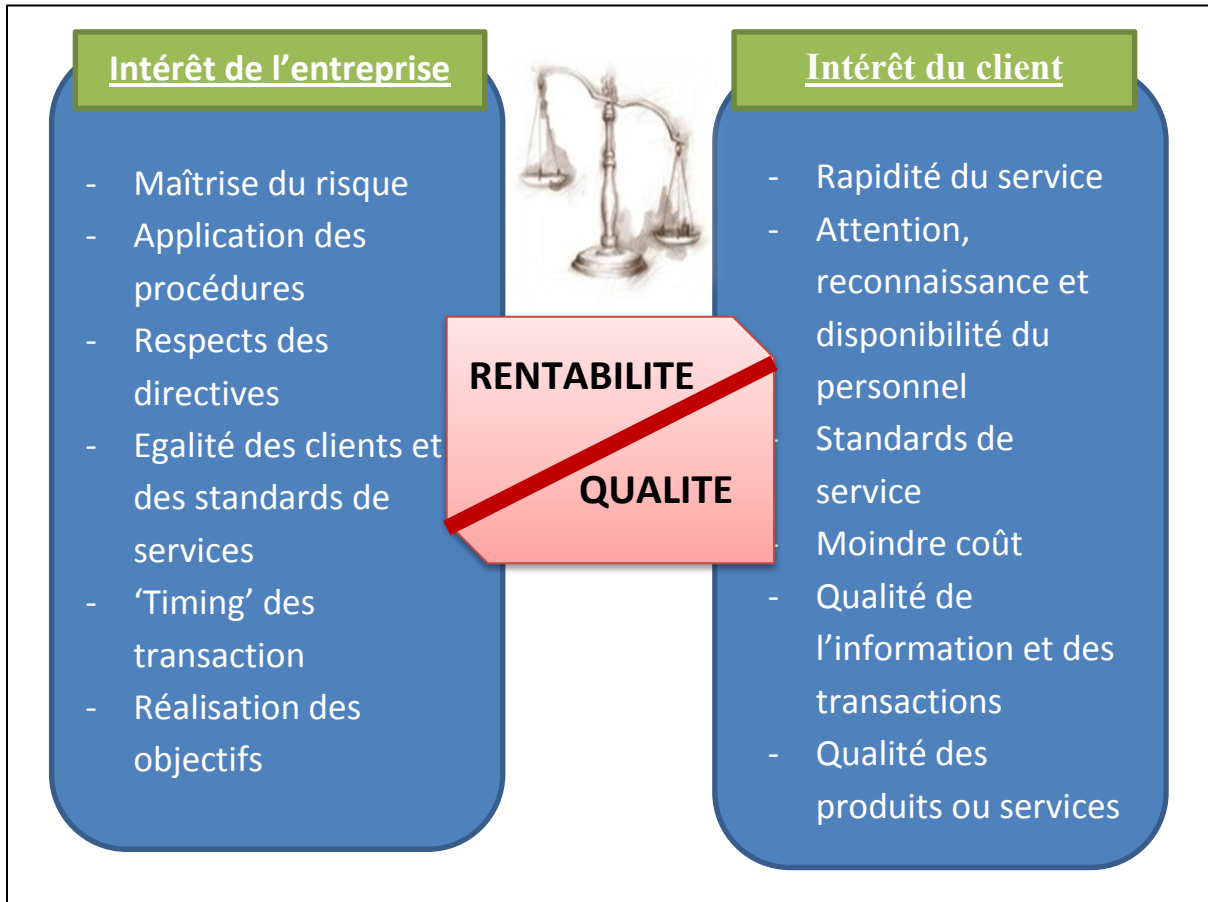 Intérêt de l'entreprise
- Maîtrise du risque
- Application des
procédures
- Respects des
directives
- Egalité des clients et
des standards de
services
- ‘Timing’ des
transaction
- Réalisation des
objectifs
RENTABILITE
QUALITE
Intérêt du client
- Rapidité du service
- Attention,
reconnaissance et
disponibilité du
personnel
- Standards de
service
- Moindre coût
- Qualité de
l’information et des
transactions
- Qualité des
produits ou services